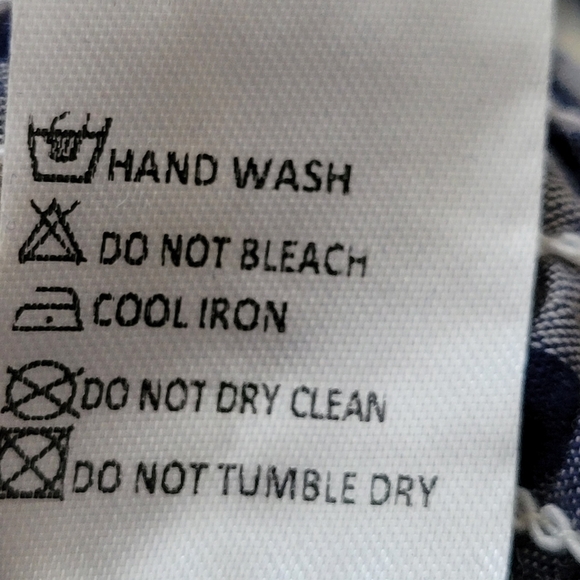 HAND WASH
DO NOT BLEACH
COOL IRON
DO NOT DRY CLEAN
DO NOT TUMBLE DRY